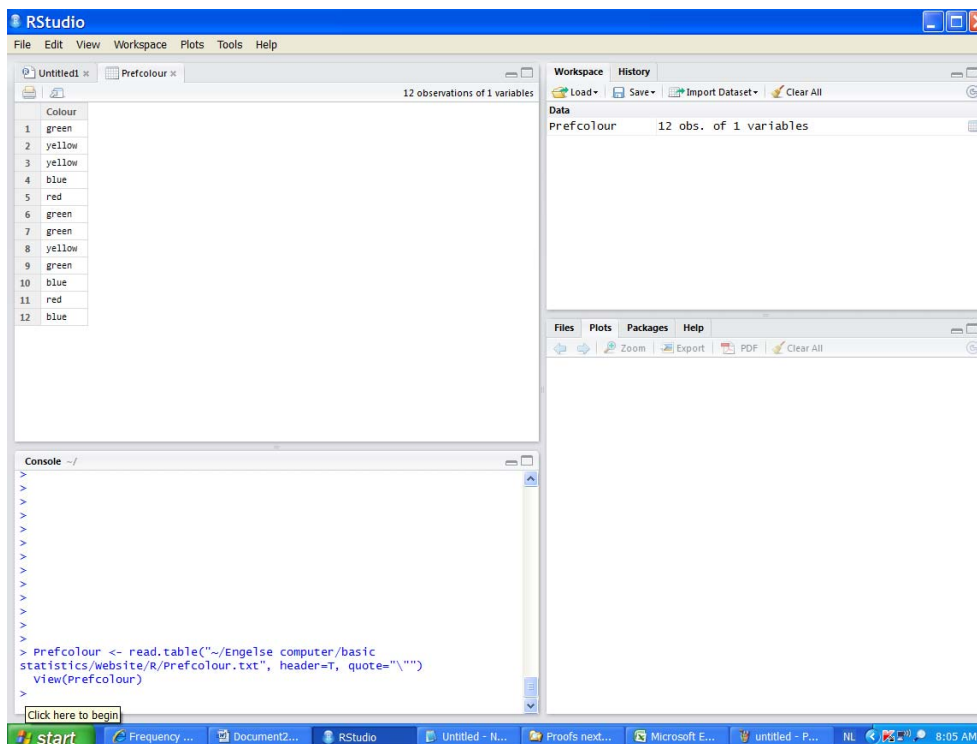 RStudio
File Edit View Workspace Plots Tools Help
Untitled1 Prefcolour
12 observations of 1 variables
Colour
1 green
2 yellow
3 yellow
4 blue
5 red
6 green
7 green
8 yellow
9 green
10 blue
11 red
12 blue
Console ~/
>
>
>
>
>
>
>
>
>
>
>
>
>
> Prefcolour <- read.table("~/Engelse computer/basic
statistics/Website/R/Prefcolour.txt", header=T, quote="\"")
View(Prefcolour)
>
Workspace History
Load Save Import Dataset Clear All
Data
Prefcolour 12 obs. of 1 variables
Files Plots Packages Help
Zoom Export PDF Clear All
Click here to begin
start Frequency ... Document2... RStudio Untitled - N... Proofs next... Microsoft E... untitled - P... NL 8:05 AM